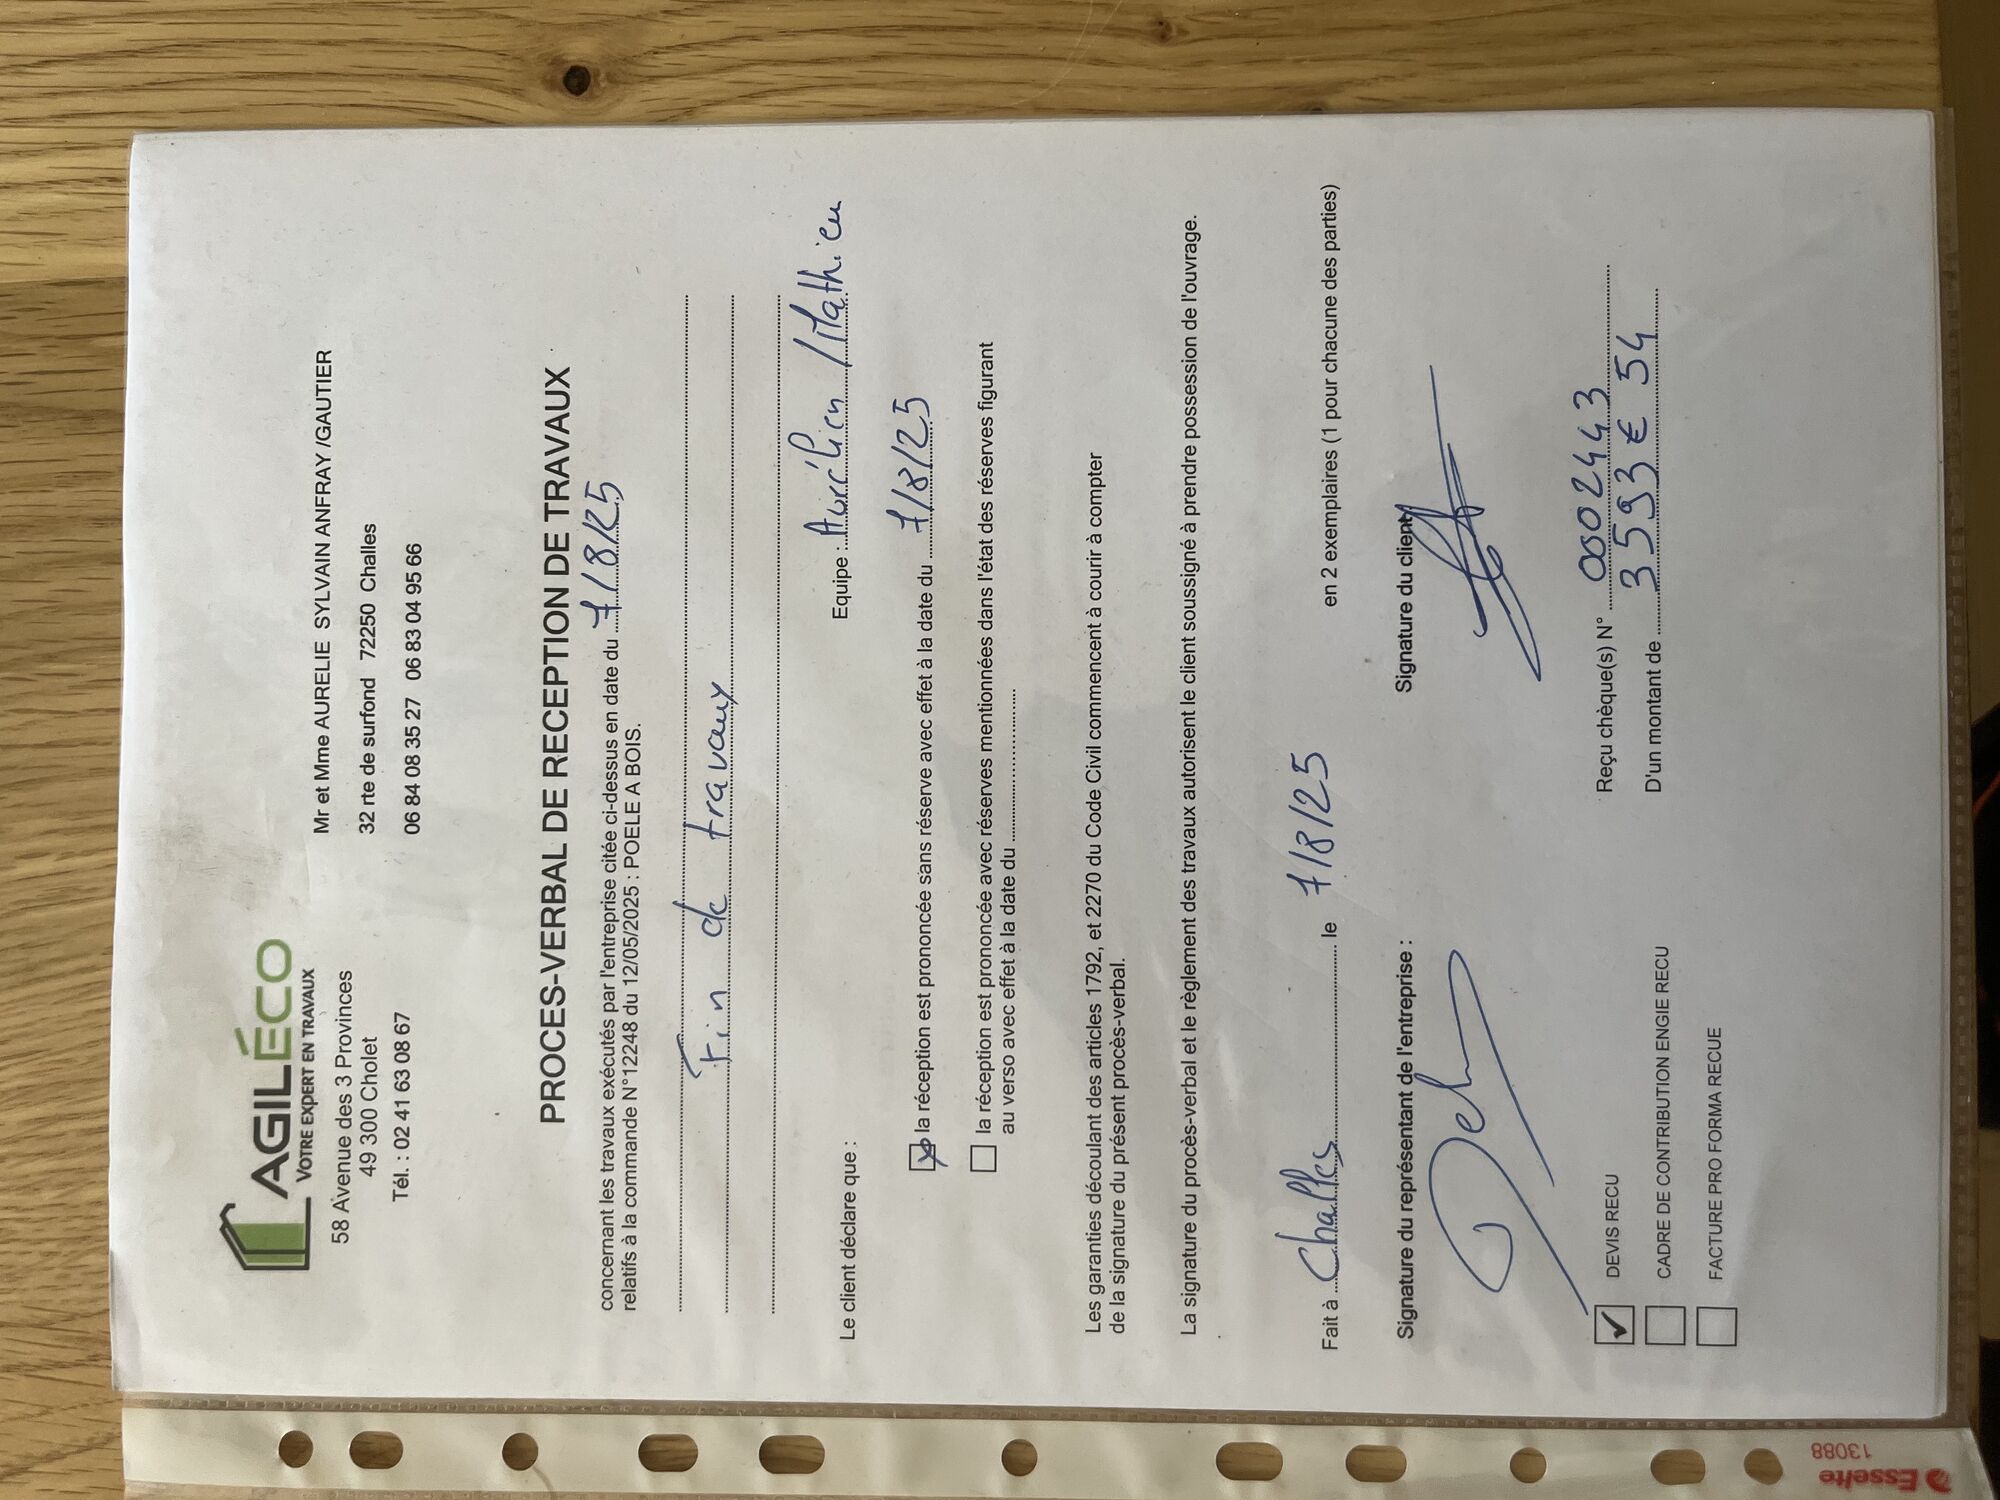 AGILÉCO
VOTRE EXPERT EN TRAVAUX
58 Avenue des 3 Provinces
49 300 Cholet
Tél. : 02 41 63 08 67
Mr et Mme AURELIE SYLVAIN ANFRAY /GAUTIER
32 rte de surfond 72250 Challes
06 84 08 35 27 06 83 04 95 66
PROCES-VERBAL DE RECEPTION DE TRAVAUX
concernant les travaux exécutés par l'entreprise citée ci-dessus en date du 7/8/25
relatifs à la commande N°12248 du 12/05/2025 : POELE A BOIS.
Fin de travaux
Le client déclare que :
Equipe : Aurélien / Mathieu
la réception est prononcée sans réserve avec effet à la date du 7/8/25
la réception est prononcée avec réserves mentionnées dans l'état des réserves figurant
au verso avec effet à la date du
Les garanties découlant des articles 1792, et 2270 du Code Civil commencent à courir à compter
de la signature du présent procès-verbal.
La signature du procès-verbal et le règlement des travaux autorisent le client soussigné à prendre possession de l'ouvrage.
Fait à Challes le 7/8/25 en 2 exemplaires (1 pour chacune des parties)
Signature du représentant de l'entreprise :
Signature du client
DEVIS RECU
CADRE DE CONTRIBUTION ENGIE RECU
FACTURE PRO FORMA RECUE
Reçu chèque(s) N° 0002443
D'un montant de 3593 € 54
Esselte
13088